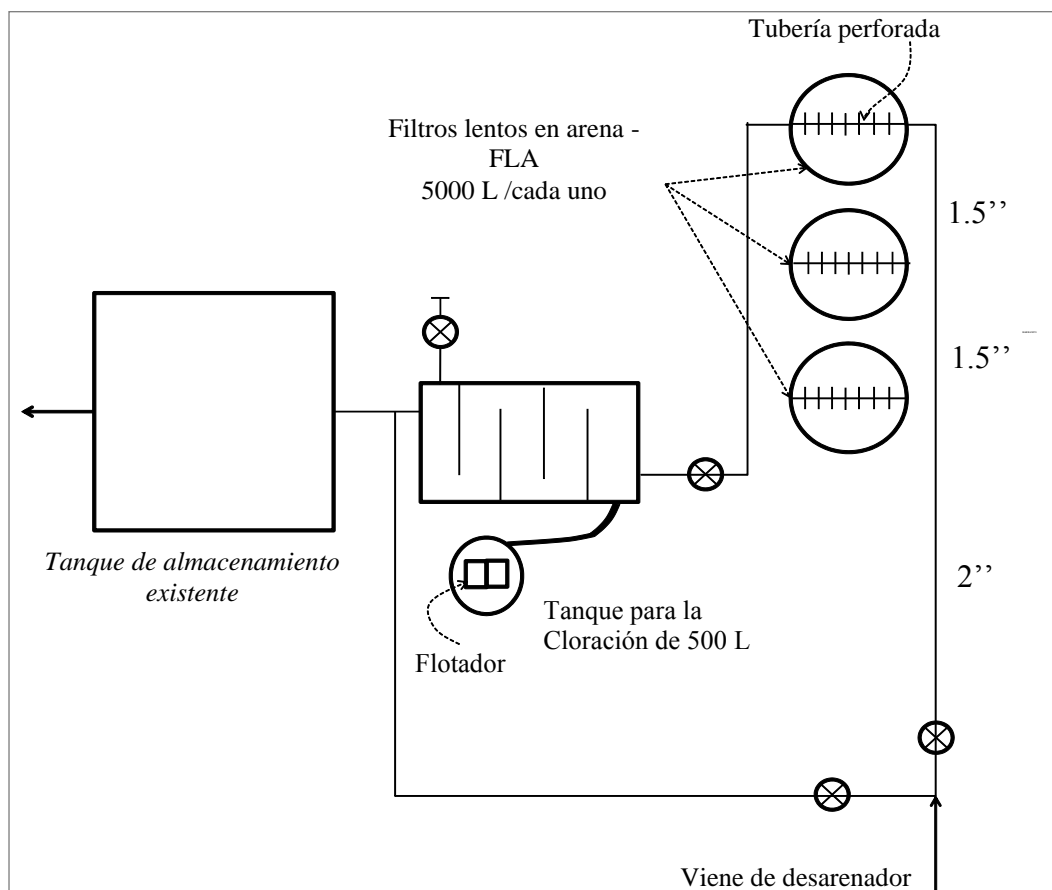 Tubería perforada
Filtros lentos en arena -
FLA
5000 L /cada uno
1.5’’
1.5’’
Tanque de almacenamiento
existente
2’’
Tanque para la
Cloración de 500 L
Flotador
Viene de desarenador